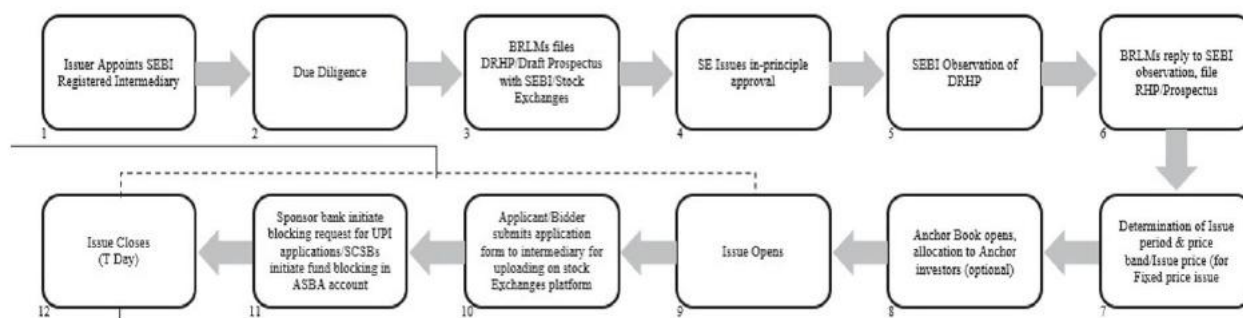 Issuer Appoints SEBI
Registered Intermediary
1
Due Diligence
2
BRLMs files
DRHP/Draft Prospectus
with SEBI/Stock
Exchanges
3
SE Issues in-principle
approval
4
SEBI Observation of
DRHP
5
BRLMs reply to SEBI
observation, file
RHP/Prospectus
6
Determination of Issue
period & price
band/Issue price (for
Fixed price issue
7
Anchor Book opens,
allocation to Anchor
investors (optional)
8
Issue Opens
9
Applicant/Bidder
submits application
form to intermediary for
uploading on stock
Exchanges platform
10
Sponsor bank initiate
blocking request for UPI
applications/SCSBs
initiate fund blocking in
ASBA account
11
Issue Closes
(T Day)
12